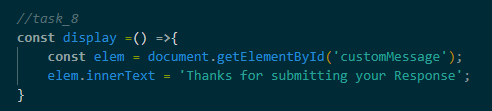 //task_8
const display =() =>{
    const elem = document.getElementById('customMessage');
    elem.innerText = 'Thanks for submitting your Response';
}